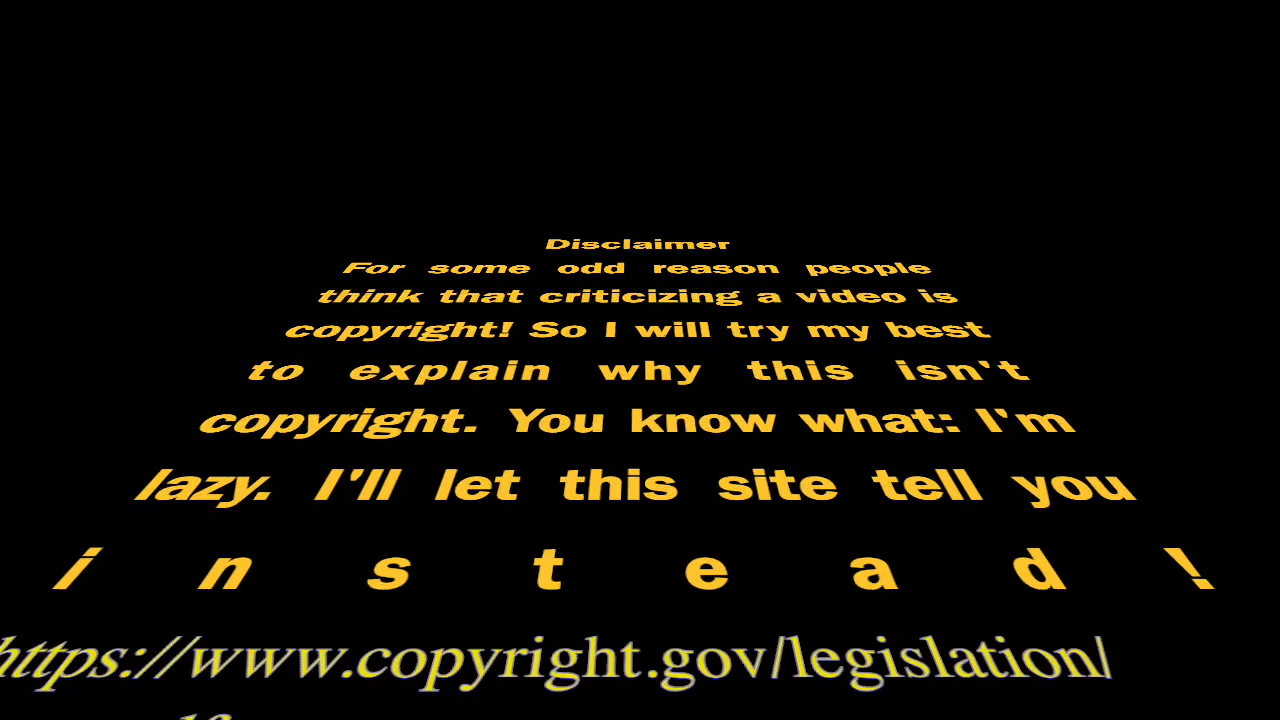 Disclaimer
For some odd reason people
think that criticizing a video is
copyright! So I will try my best
to explain why this isn't
copyright. You know what: I'm
lazy. I'll let this site tell you
instead!
https://www.copyright.gov/legislation/